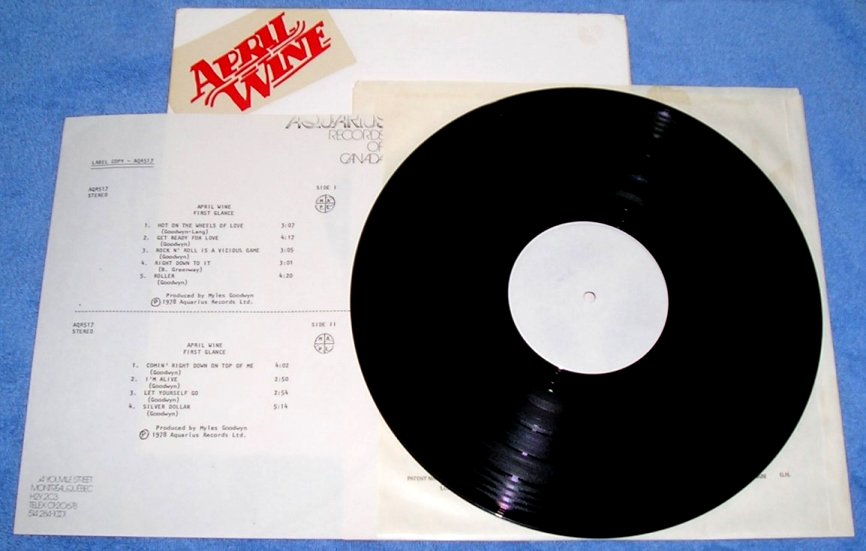 APRIL
WINE
AQUARIUS
RECORDS
OF
CANADA
LABEL COPY - AQR517
AQR517 SIDE I
STEREO
APRIL WINE
FIRST GLANCE
1. HOT ON THE WHEELS OF LOVE 3:07
(Goodwyn-Lang)
2. GET READY FOR LOVE 4:12
(Goodwyn)
3. ROCK N' ROLL IS A VICIOUS GAME 3:05
(Goodwyn)
4. RIGHT DOWN TO IT 3:01
(B. Greenway)
5. ROLLER 4:20
(Goodwyn)
Produced by Myles Goodwyn
Ⓟ 1978 Aquarius Records Ltd.
AQR517 SIDE II
STEREO
APRIL WINE
FIRST GLANCE
1. COMIN' RIGHT DOWN ON TOP OF ME 4:02
(Goodwyn)
2. I'M ALIVE 2:50
(Goodwyn)
3. LET YOURSELF GO 2:54
(Goodwyn)
4. SILVER DOLLAR 5:14
(Goodwyn)
Produced by Myles Goodwyn
Ⓟ 1978 Aquarius Records Ltd.
STREET
MONTREAL, QUEBEC
PATENT